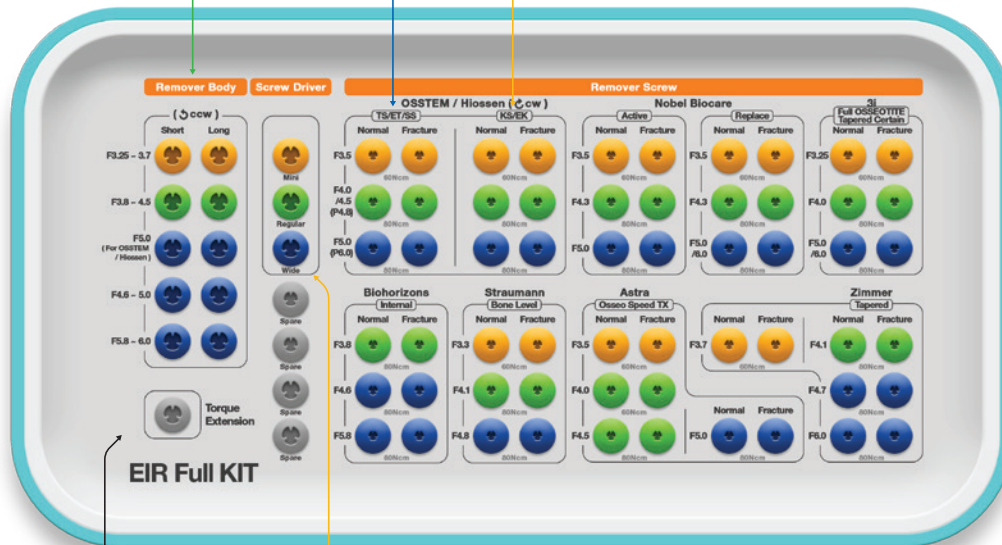 Remover Body
Screw Driver
Remover Screw
( ccw )
Short Long
F3.25 ~ 3.7
F3.8 ~ 4.5
F5.0
( For OSSTEM
/ Hiossen )
F4.6 ~ 5.0
F5.8 ~ 6.0
Torque
Extension
EIR Full KIT
Mini
Regular
Wide
Spare
Spare
Spare
Spare
OSSTEM / Hiossen ( cw )
TS/ET/SS
Normal Fracture
KS/EK
Normal Fracture
F3.5
60Ncm
60Ncm
F4.0
/4.5
(P4.8)
80Ncm
80Ncm
F5.0
(P6.0)
80Ncm
80Ncm
Nobel Biocare
Active
Normal Fracture
F3.5
60Ncm
F4.3
80Ncm
F5.0
80Ncm
Replace
Normal Fracture
F3.5
60Ncm
F4.3
80Ncm
F5.0
/6.0
80Ncm
3i
Full OSSEOTITE
Tapered Certain
Normal Fracture
F3.25
60Ncm
F4.0
80Ncm
F5.0
/6.0
80Ncm
Biohorizons
Internal
Normal Fracture
F3.8
80Ncm
F4.6
80Ncm
F5.8
80Ncm
Straumann
Bone Level
Normal Fracture
F3.3
60Ncm
F4.1
80Ncm
F4.8
80Ncm
Astra
Osseo Speed TX
Normal Fracture
F3.5
60Ncm
F4.0
60Ncm
F4.5
80Ncm
Normal Fracture
F5.0
80Ncm
Zimmer
Tapered
Normal Fracture
F3.7
60Ncm
Normal Fracture
F4.1
80Ncm
F4.7
80Ncm
F6.0
80Ncm